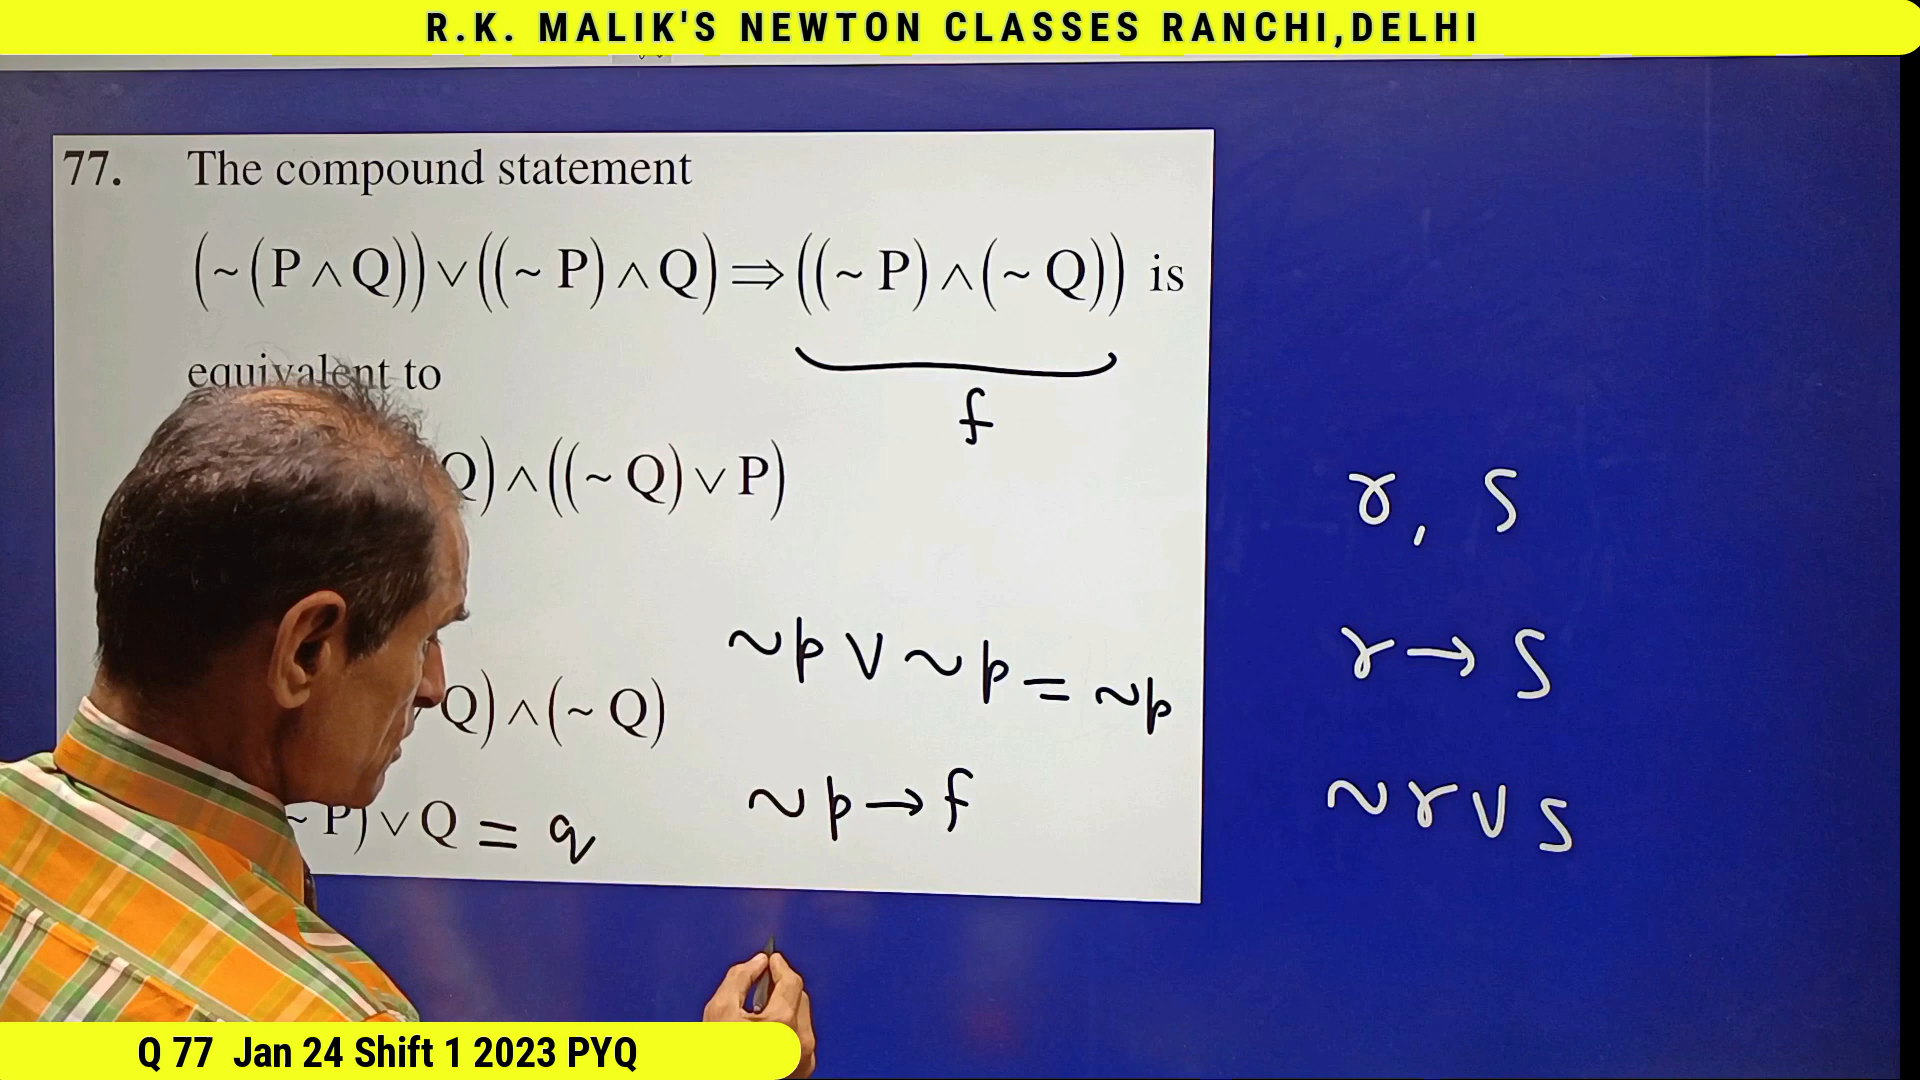 R.K. MALIK'S NEWTON CLASSES RANCHI,DELHI
77. The compound statement
(~(P∧Q))∨((~P)∧Q)⇒((~P)∧(~Q)) is
equivalent to
f
Q)∧((~Q)∨P)
r, s
~p ∨ ~p = ~p
r → s
Q)∧(~Q)
~p → f
~ r ∨ s
~P)∨Q = q
Q 77 Jan 24 Shift 1 2023 PYQ